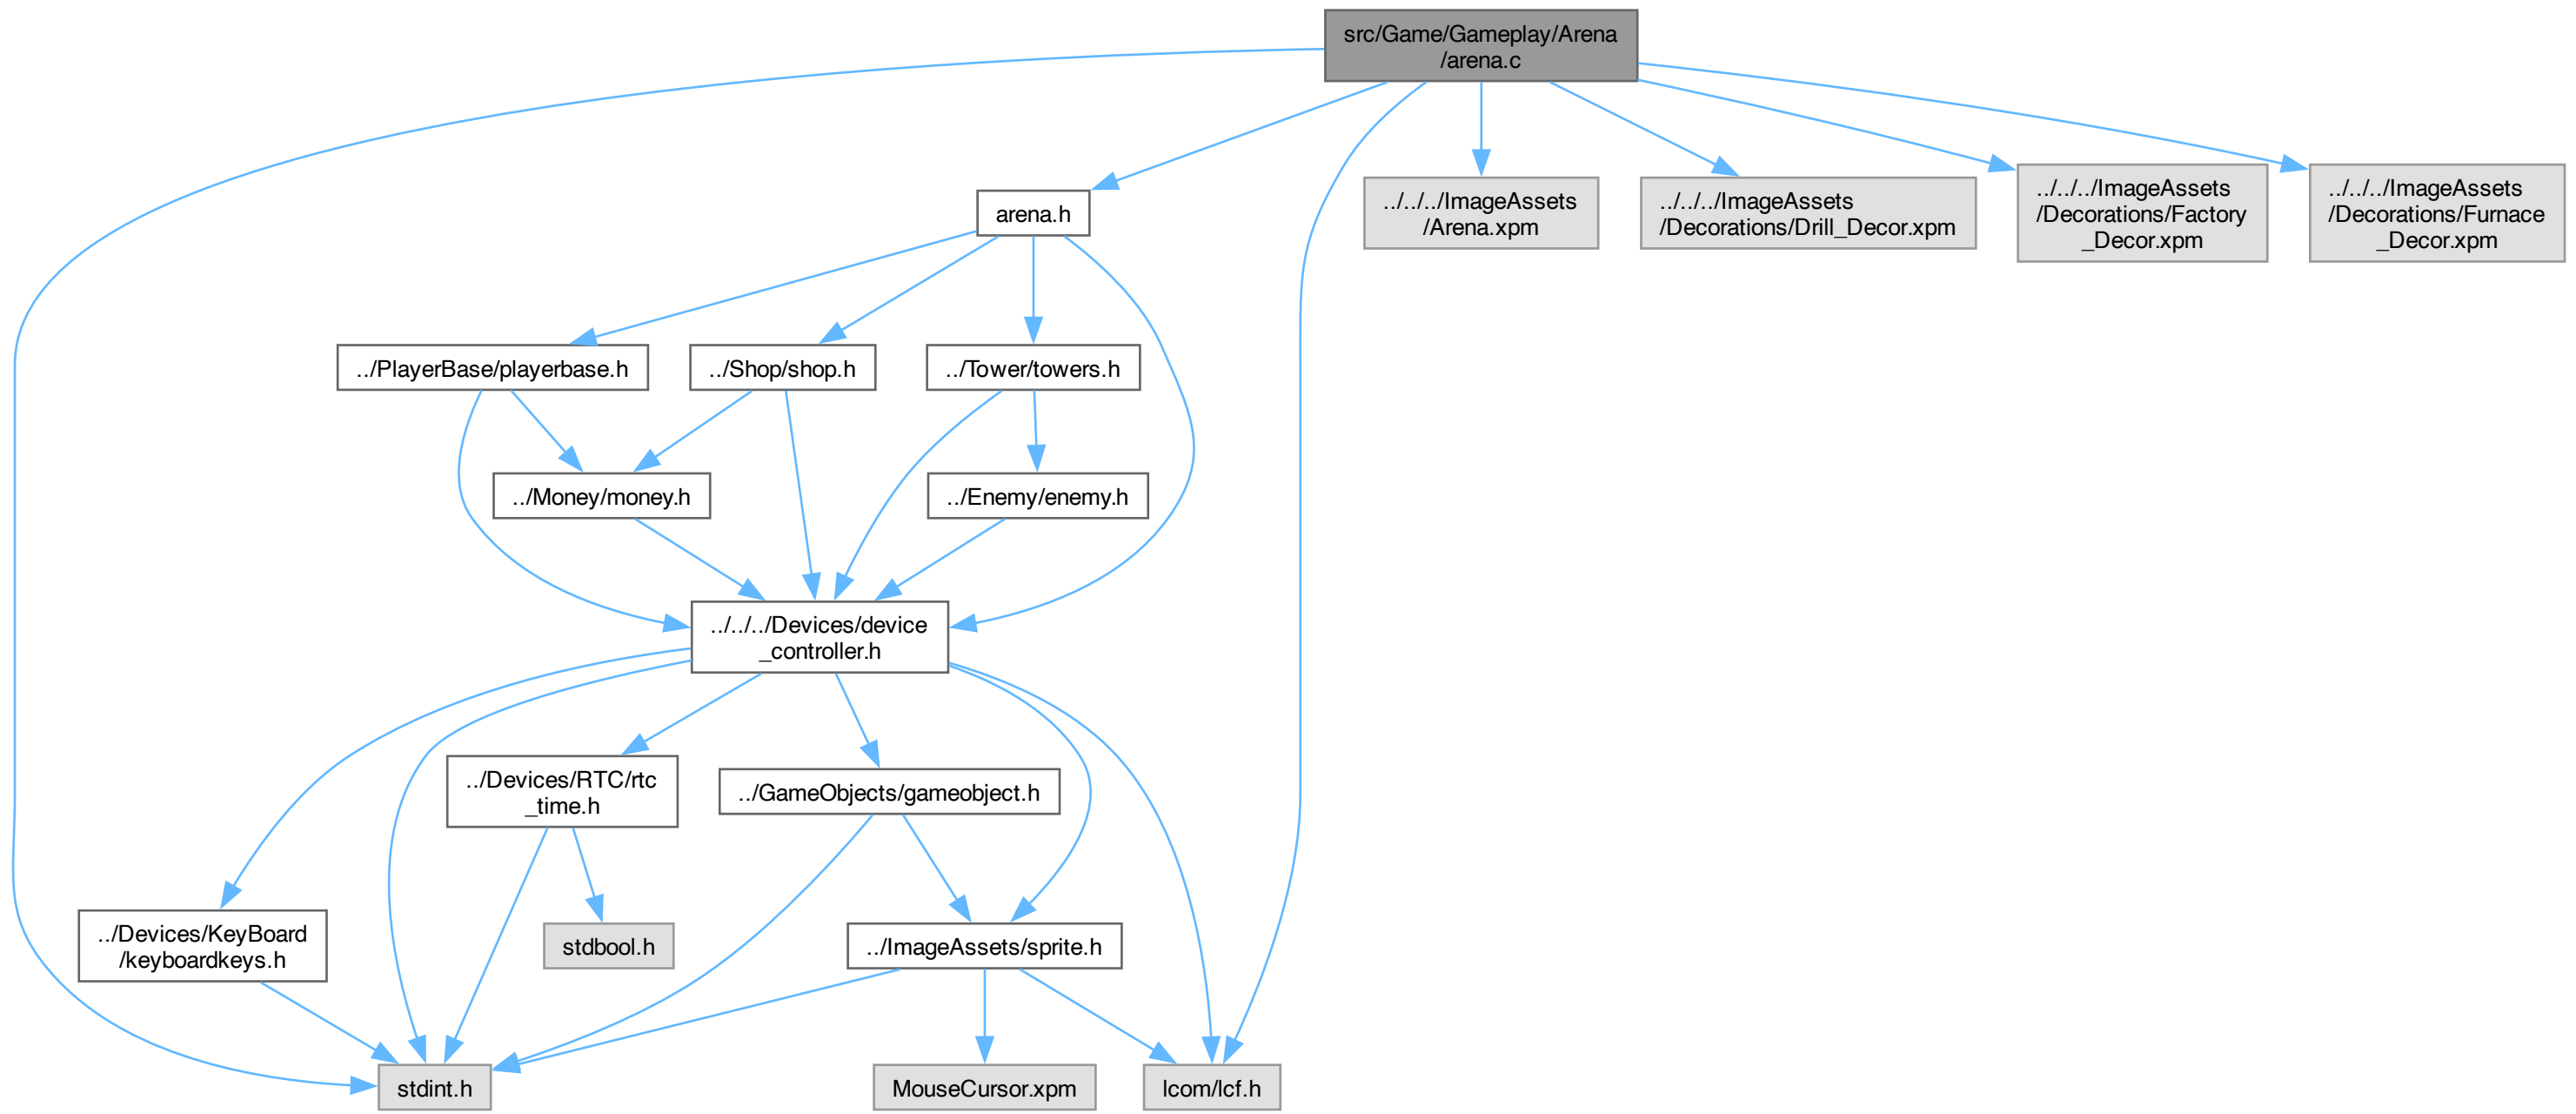 src/Game/Gameplay/Arena
/arena.c
arena.h
../../../ImageAssets
/Arena.xpm
../../../ImageAssets
/Decorations/Drill_Decor.xpm
../../../ImageAssets
/Decorations/Factory
_Decor.xpm
../../../ImageAssets
/Decorations/Furnace
_Decor.xpm
../PlayerBase/playerbase.h
../Shop/shop.h
../Tower/towers.h
../Money/money.h
../Enemy/enemy.h
../../../Devices/device
_controller.h
../Devices/RTC/rtc
_time.h
../GameObjects/gameobject.h
../Devices/KeyBoard
/keyboardkeys.h
stdbool.h
../ImageAssets/sprite.h
stdint.h
MouseCursor.xpm
lcom/lcf.h